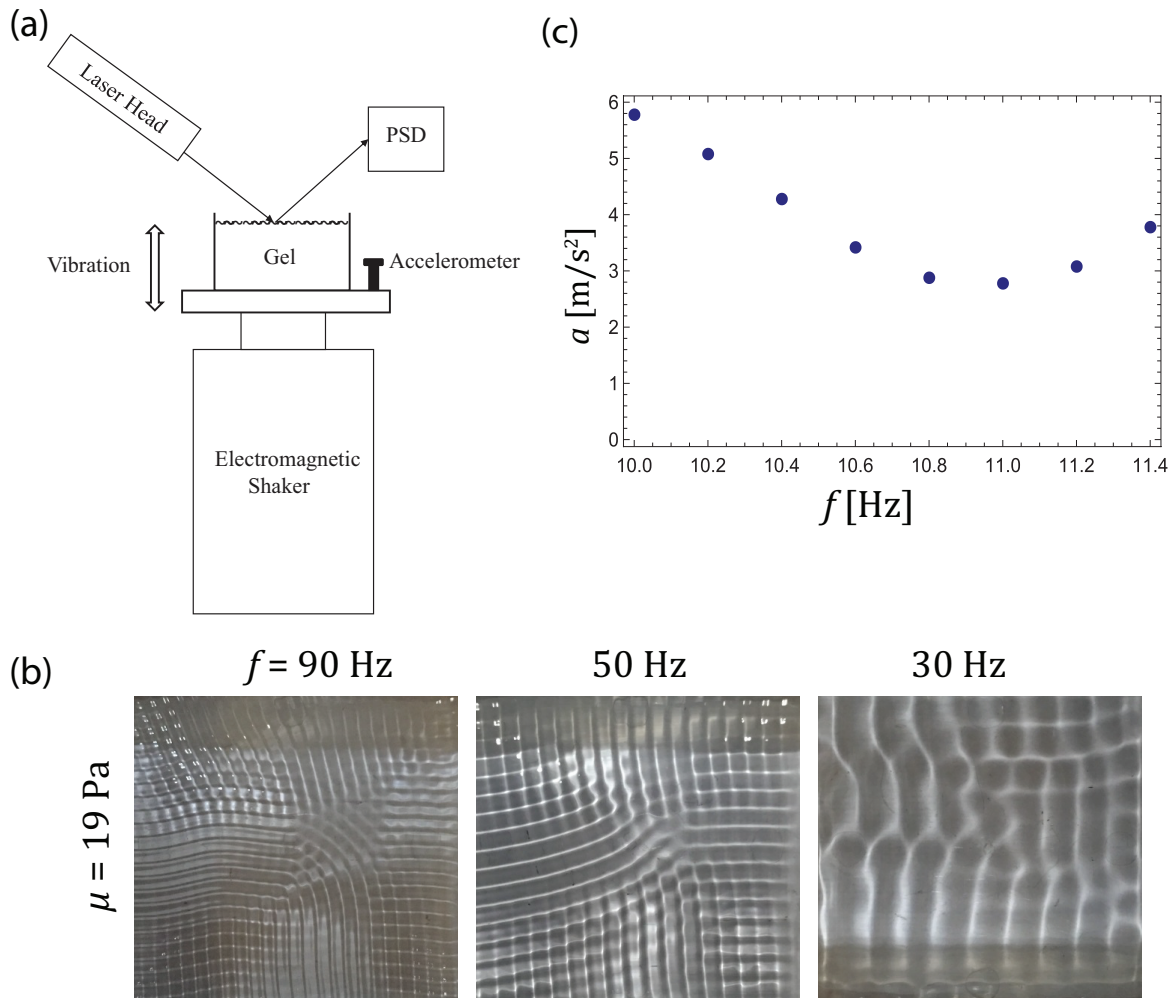 (a)
Laser Head
PSD
Gel
Vibration
Accelerometer
Electromagnetic
Shaker
(c)
6
5
4
3
2
1
0
a [m/s²]
10.0 10.2 10.4 10.6 10.8 11.0 11.2 11.4
f [Hz]
(b)
f = 90 Hz 50 Hz 30 Hz
μ = 19 Pa